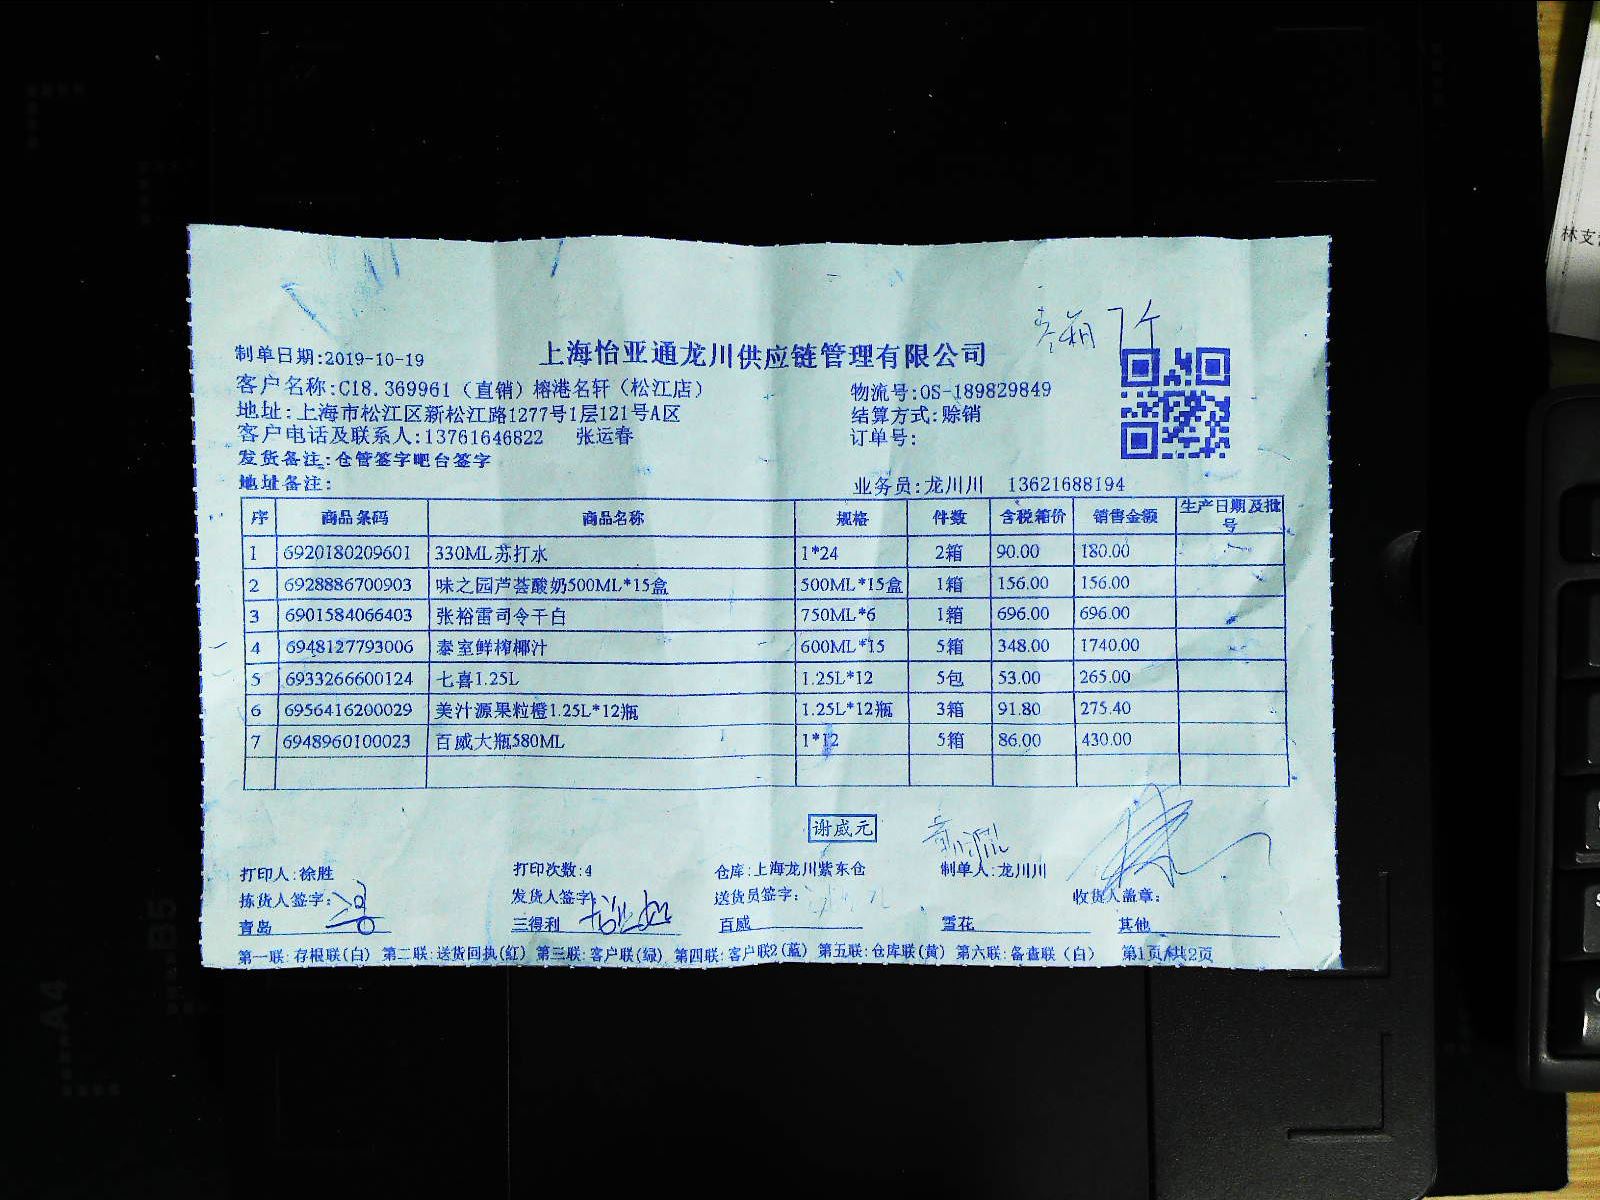 制单日期:2019-10-19
上海怡亚通龙川供应链管理有限公司
7个
客户名称:C18.369961（直销）榕港名轩（松江店）
物流号:OS-189829849
地址:上海市松江区新松江路1277号1层121号A区
结算方式:赊销
客户电话及联系人:13761646822 张运春
订单号:
发货备注:仓管签字吧台签字
地址备注:
业务员:龙川川 13621688194
序 商品条码 商品名称 规格 件数 含税箱价 销售金额 生产日期及批号
1 6920180209601 330ML苏打水 1*24 2箱 90.00 180.00
2 6928886700903 味之园芦荟酸奶500ML*15盒 500ML*15盒 1箱 156.00 156.00
3 6901584066403 张裕雷司令干白 750ML*6 1箱 696.00 696.00
4 6948127793006 泰室鲜榨椰汁 600ML*15 5箱 348.00 1740.00
5 6933266600124 七喜1.25L 1.25L*12 5包 53.00 265.00
6 6956416200029 美汁源果粒橙1.25L*12瓶 1.25L*12瓶 3箱 91.80 275.40
7 6948960100023 百威大瓶580ML 1*12 5箱 86.00 430.00
谢威元
打印人:徐胜 打印次数:4 仓库:上海龙川紫东仓 制单人:龙川川
拣货人签字: 发货人签字: 送货员签字: 收货人盖章:
青岛 三得利 百威 雪花 其他
第一联:存根联(白) 第二联:送货回执(红) 第三联:客户联(绿) 第四联:客户联2(蓝) 第五联:仓库联(黄) 第六联:备查联（白） 第1页/共2页
林支
B5
A4